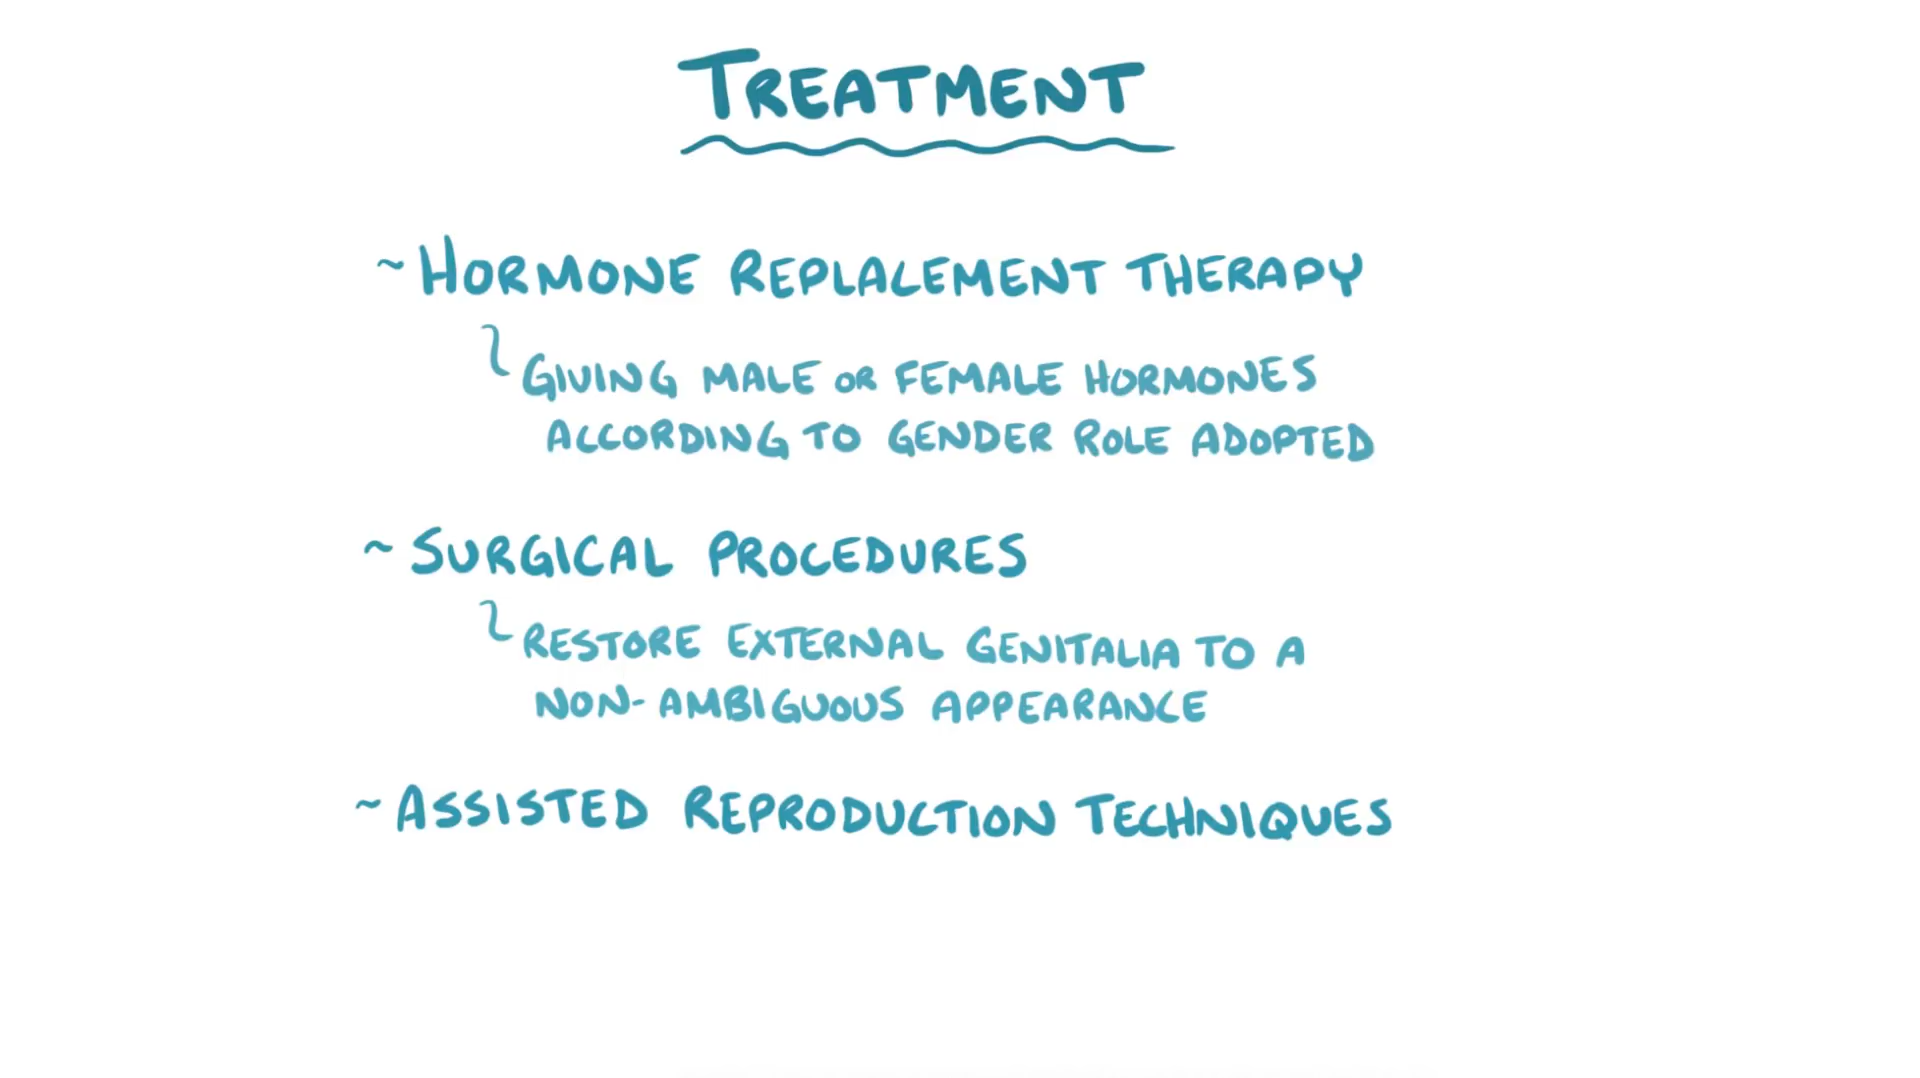 TREATMENT
~ HORMONE REPLACEMENT THERAPY
GIVING MALE OR FEMALE HORMONES
ACCORDING TO GENDER ROLE ADOPTED
~ SURGICAL PROCEDURES
RESTORE EXTERNAL GENITALIA TO A
NON-AMBIGUOUS APPEARANCE
~ ASSISTED REPRODUCTION TECHNIQUES